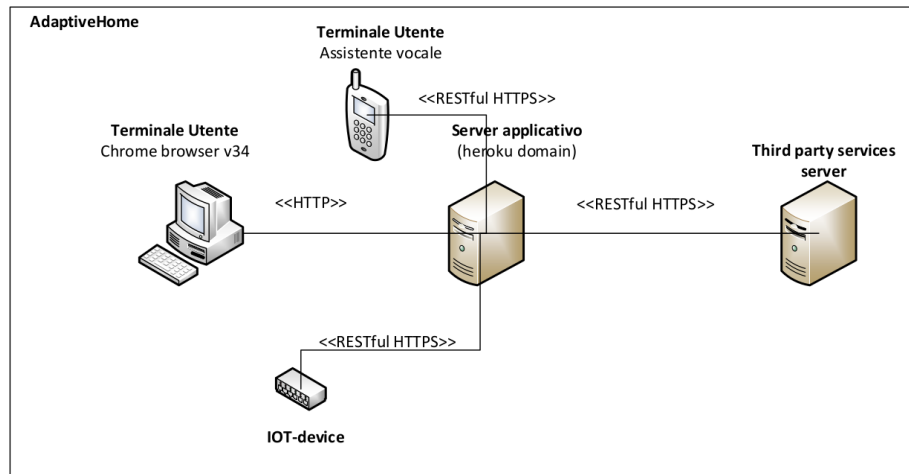 AdaptiveHome
Terminale Utente
Assistente vocale
<<RESTful HTTPS>>
Terminale Utente
Chrome browser v34
Server applicativo
(heroku domain)
Third party services
server
<<HTTP>>
<<RESTful HTTPS>>
<<RESTful HTTPS>>
IOT-device